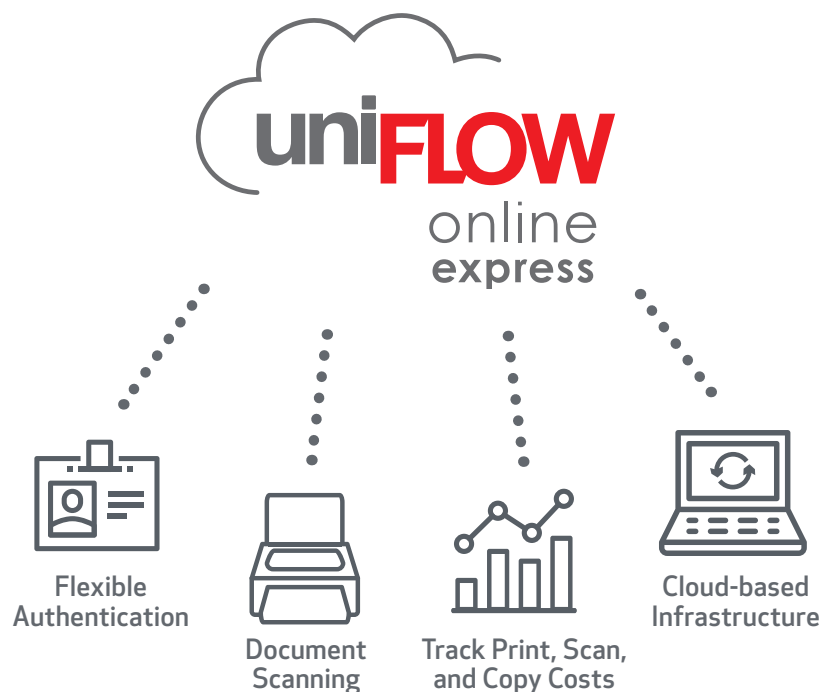 uniFLOW
online
express
Flexible
Authentication
Document
Scanning
Track Print, Scan,
and Copy Costs
Cloud-based
Infrastructure